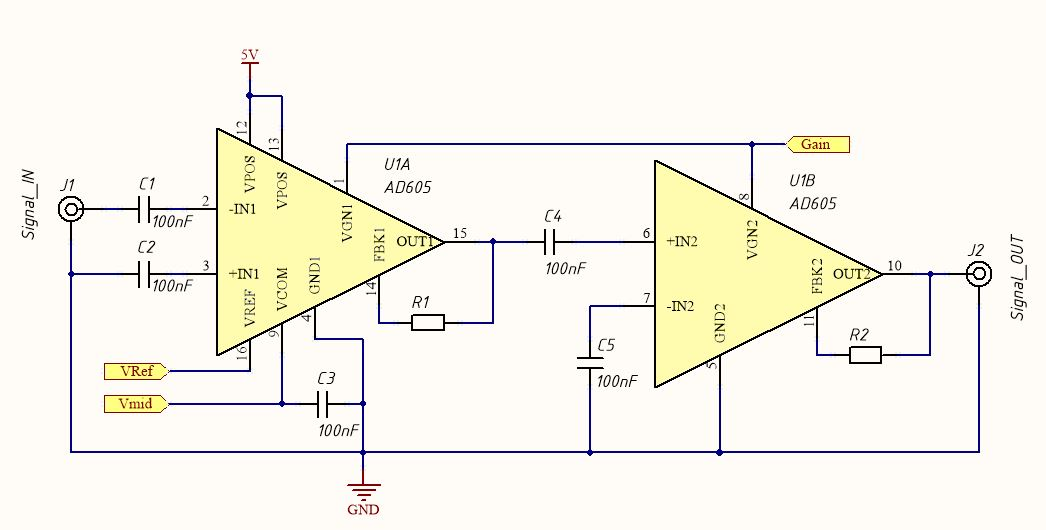 5V
Signal_IN
J1
C1
100nF
C2
100nF
12
13
VPOS
VPOS
2
-IN1
3
+IN1
VREF
16
VCOM
9
GND1
4
VGN1
1
FBK1
14
OUT1
15
U1A
AD605
R1
VRef
Vmid
C3
100nF
GND
C4
100nF
C5
100nF
6
+IN2
7
-IN2
GND2
5
VGN2
8
FBK2
11
OUT2
10
U1B
AD605
Gain
R2
J2
Signal_OUT